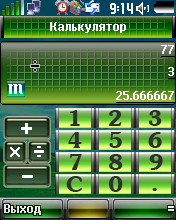 9:14
Калькулятор
77
÷
3
m
25.666667
+ 1 2 3
4 5 6
× ÷ 7 8 9
− C 0 .
Выход =